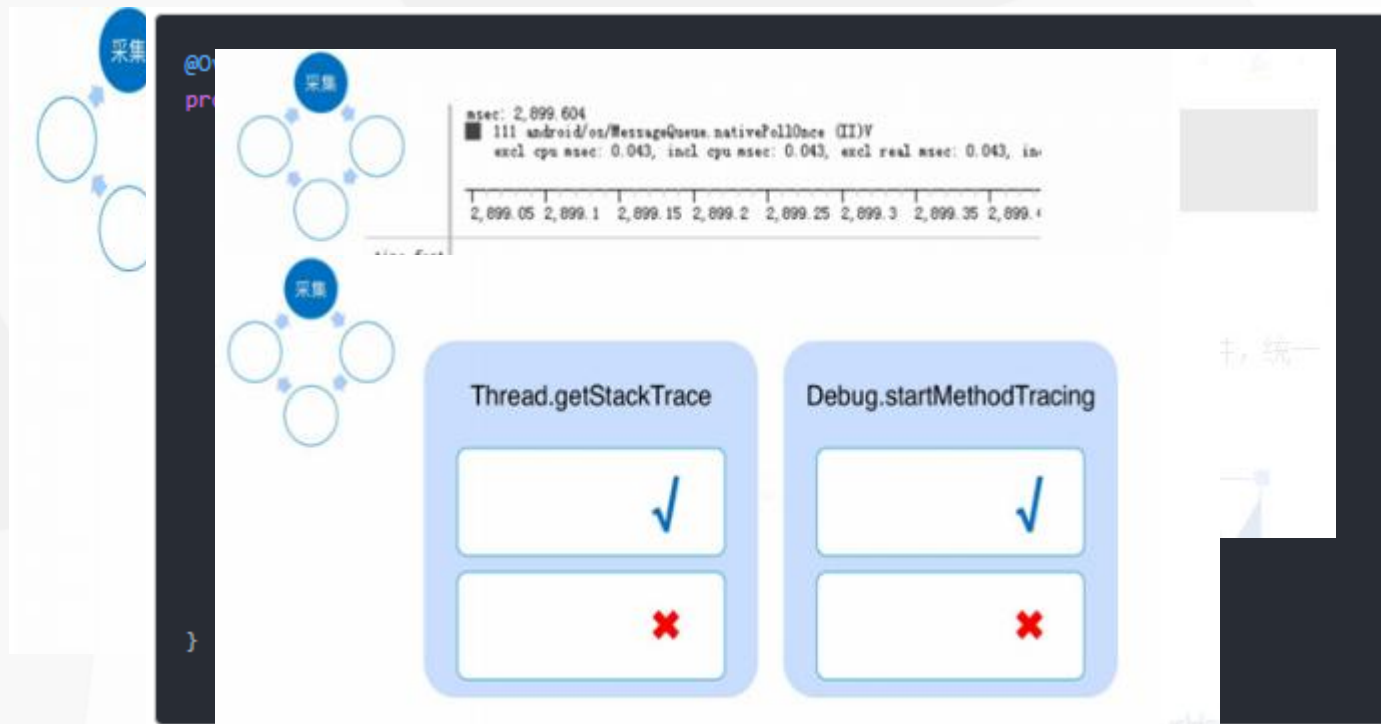 采集
@Ov
pro
采集
msec: 2,899.604
111 android/os/MessageQueue.nativePollOnce (II)V
excl cpu msec: 0.043, incl cpu msec: 0.043, excl real msec: 0.043, in
2,899.05 2,899.1 2,899.15 2,899.2 2,899.25 2,899.3 2,899.35 2,899.4
采集
，统一
Thread.getStackTrace
Debug.startMethodTracing
√
√
✖
✖
}